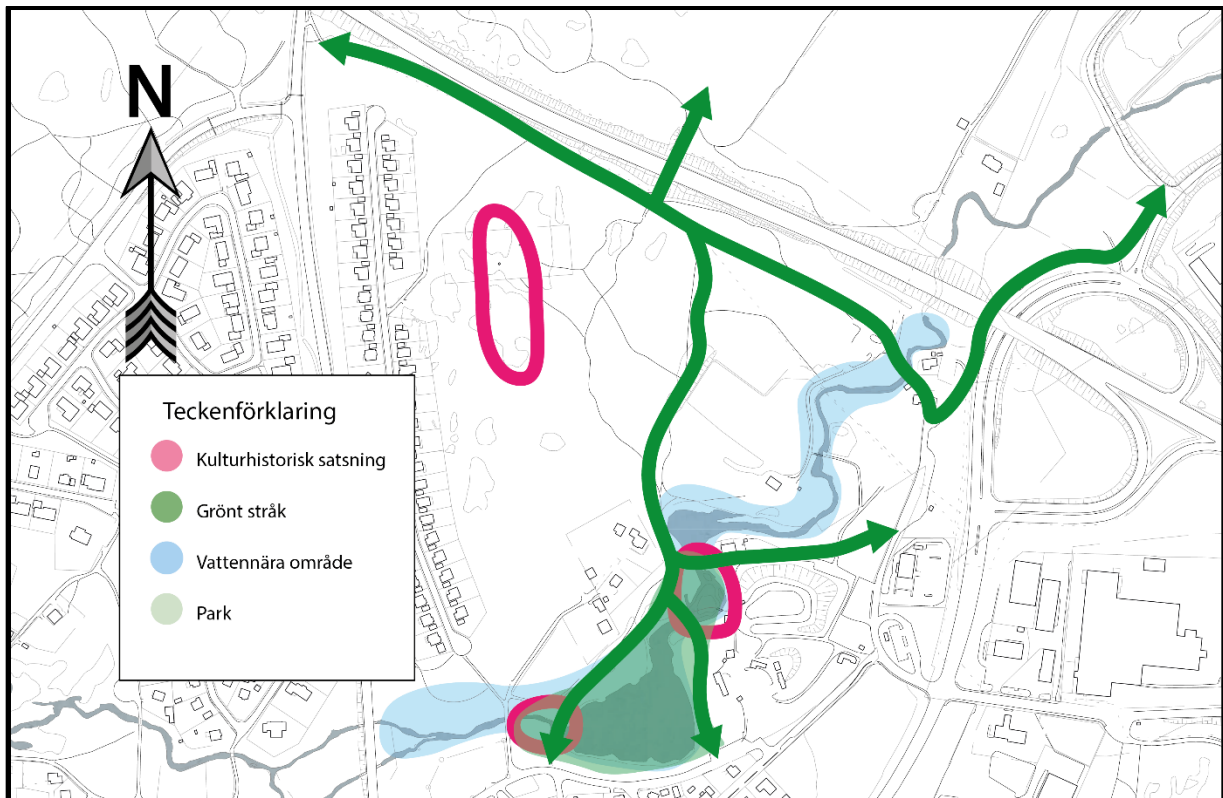 N
Teckenförklaring
Kulturhistorisk satsning
Grönt stråk
Vattennära område
Park